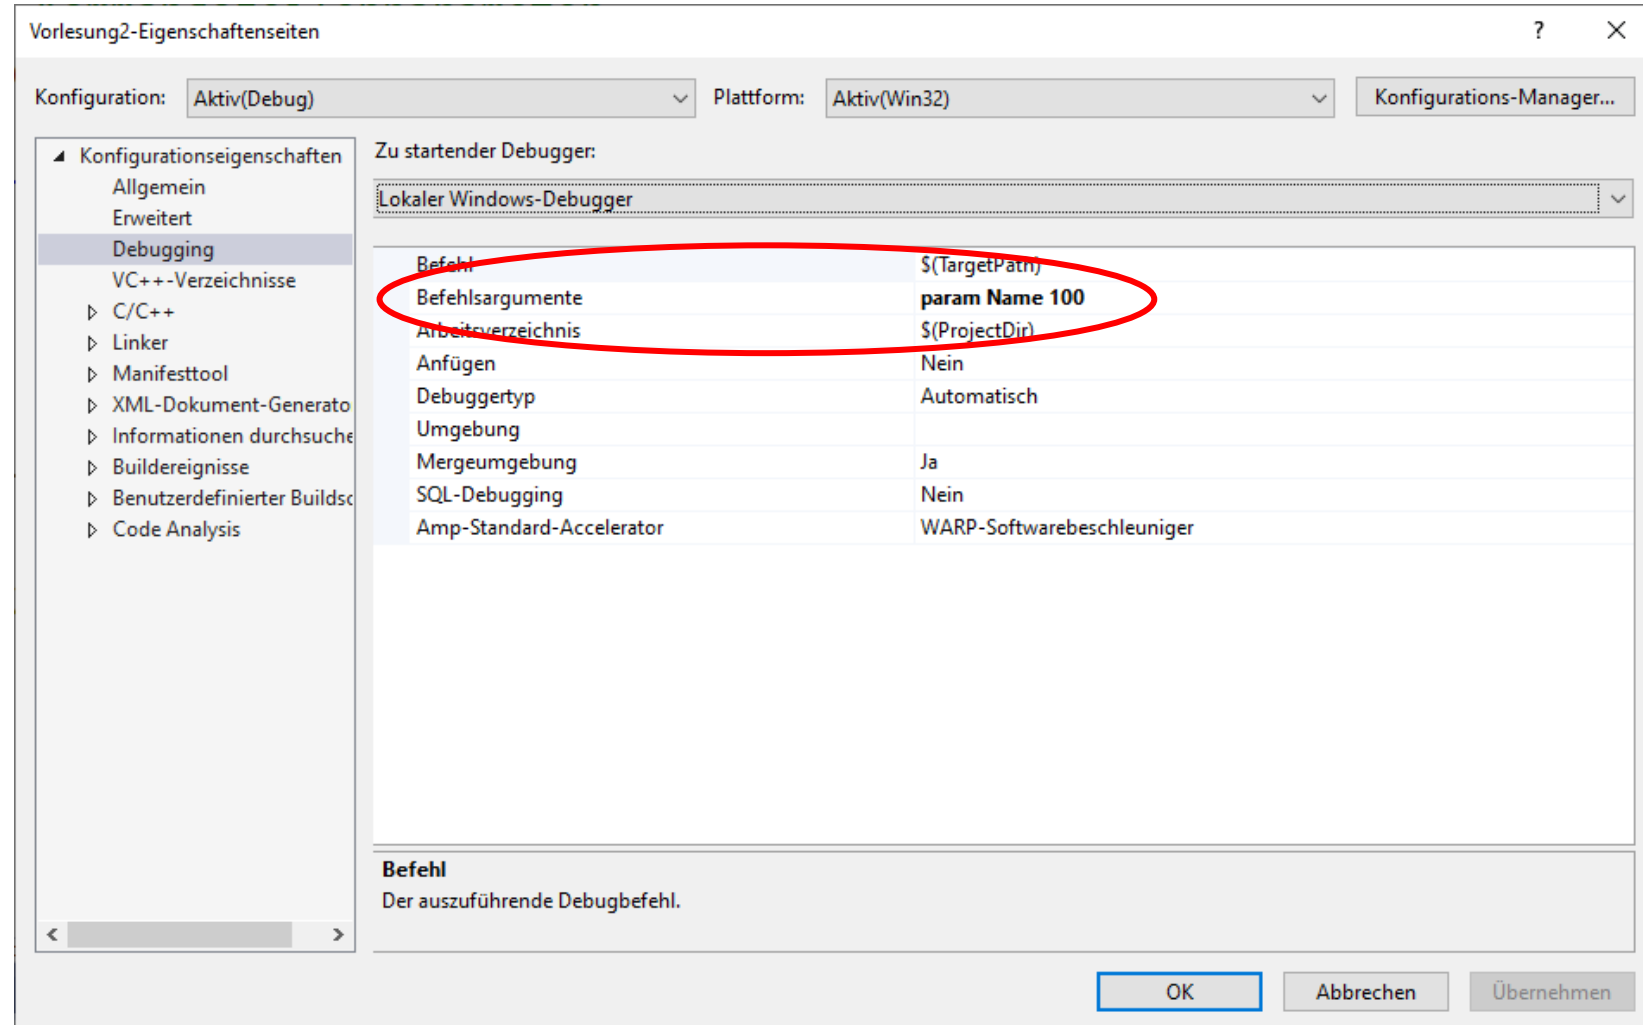 Vorlesung2-Eigenschaftenseiten ?
Konfiguration: Aktiv(Debug) Plattform: Aktiv(Win32) Konfigurations-Manager...
Konfigurationseigenschaften
Allgemein
Erweitert
Debugging
VC++-Verzeichnisse
C/C++
Linker
Manifesttool
XML-Dokument-Generato
Informationen durchsuche
Buildereignisse
Benutzerdefinierter Buildsc
Code Analysis
Zu startender Debugger:
Lokaler Windows-Debugger
Befehl $(TargetPath)
Befehlsargumente param Name 100
Arbeitsverzeichnis $(ProjectDir)
Anfügen Nein
Debuggertyp Automatisch
Umgebung
Mergeumgebung Ja
SQL-Debugging Nein
Amp-Standard-Accelerator WARP-Softwarebeschleuniger
Befehl
Der auszuführende Debugbefehl.
OK Abbrechen Übernehmen